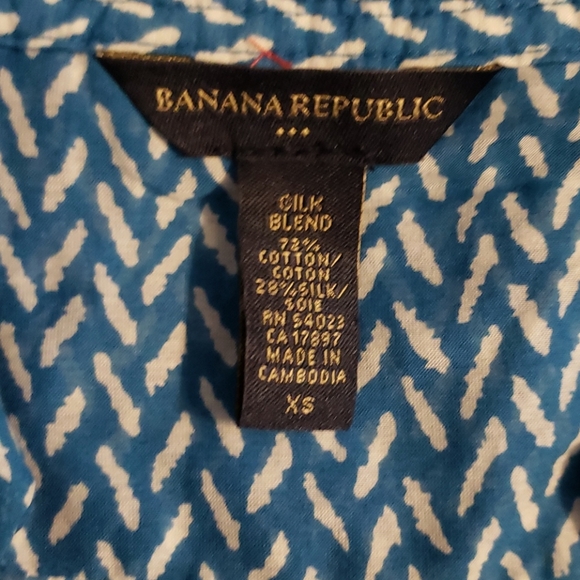 BANANA REPUBLIC
SILK
BLEND
72%
COTTON/
COTON
28%SILK/
SOIE
RN 54023
CA 17897
MADE IN
CAMBODIA
XS